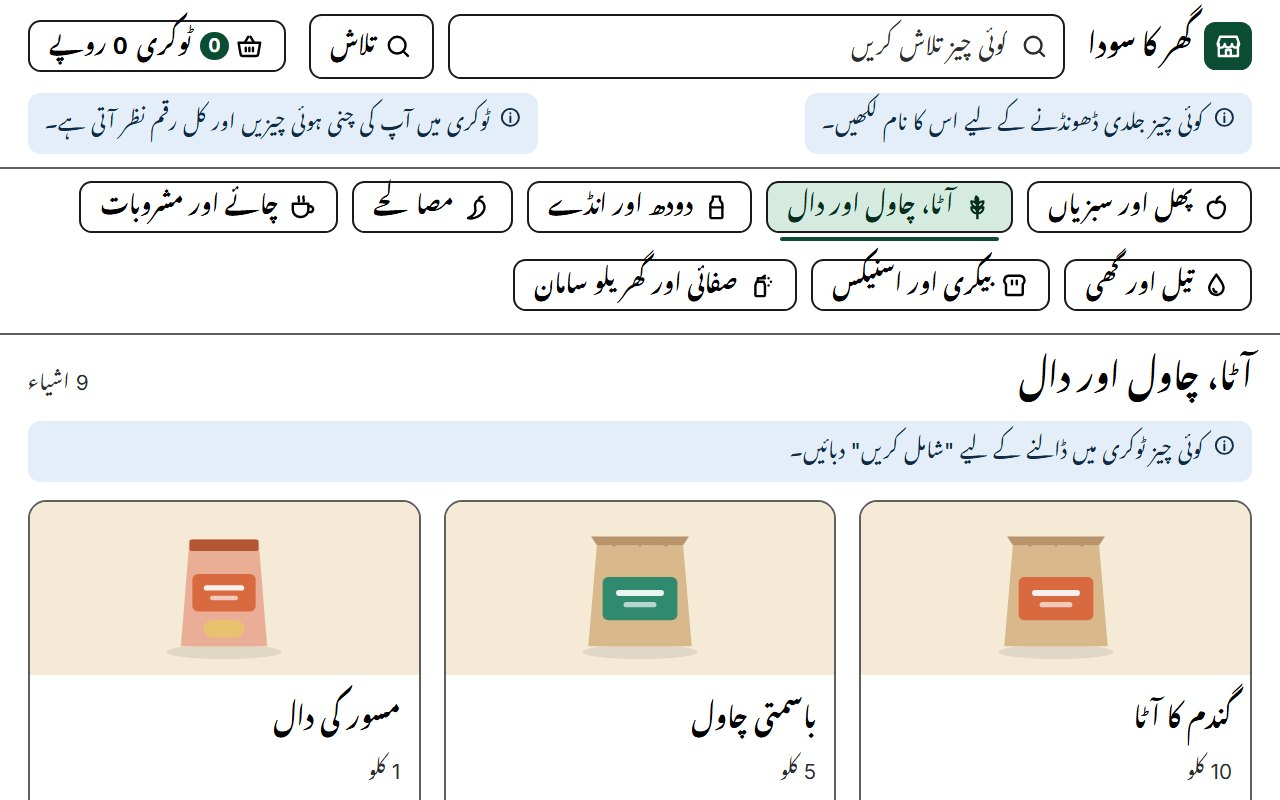 گھر کا سودا
کوئی چیز تلاش کریں
تلاش
0 ٹوکری 0 روپے
کوئی چیز جلدی ڈھونڈنے کے لیے اس کا نام لکھیں۔
ٹوکری میں آپ کی چنی ہوئی چیزیں اور کل رقم نظر آتی ہے۔
پھل اور سبزیاں
آٹا، چاول اور دال
دودھ اور انڈے
مصالحے
چائے اور مشروبات
تیل اور گھی
بیکری اور اسنیکس
صفائی اور گھریلو سامان
آٹا، چاول اور دال
9 اشیاء
کوئی چیز ٹوکری میں ڈالنے کے لیے "شامل کریں" دبائیں۔
گندم کا آٹا
10 کلو
باسمتی چاول
5 کلو
مسور کی دال
1 کلو